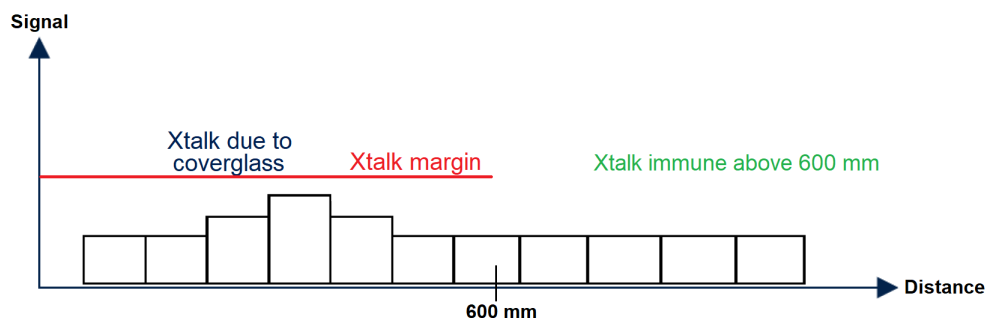 Signal
Xtalk due to
coverglass
Xtalk margin
Xtalk immune above 600 mm
Distance
600 mm